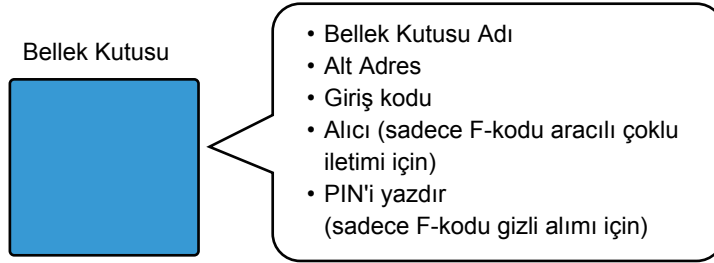 Bellek Kutusu
• Bellek Kutusu Adı
• Alt Adres
• Giriş kodu
• Alıcı (sadece F-kodu aracılı çoklu
iletimi için)
• PIN'i yazdır
(sadece F-kodu gizli alımı için)